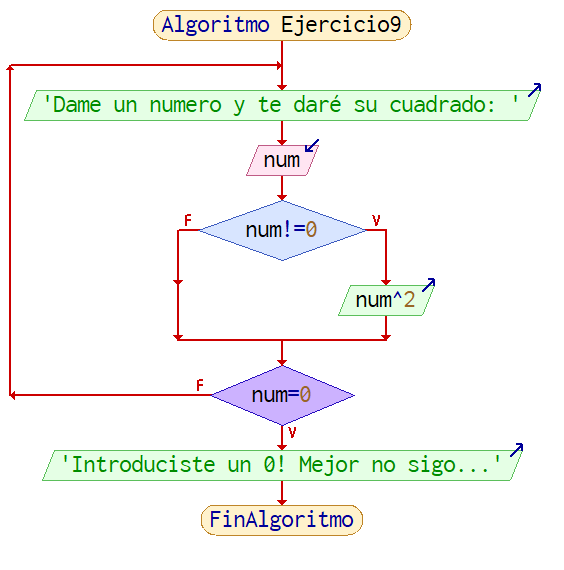 Algoritmo Ejercicio9
'Dame un numero y te daré su cuadrado: '
num
F
V
num!=0
num^2
F
num=0
V
'Introduciste un 0! Mejor no sigo...'
FinAlgoritmo